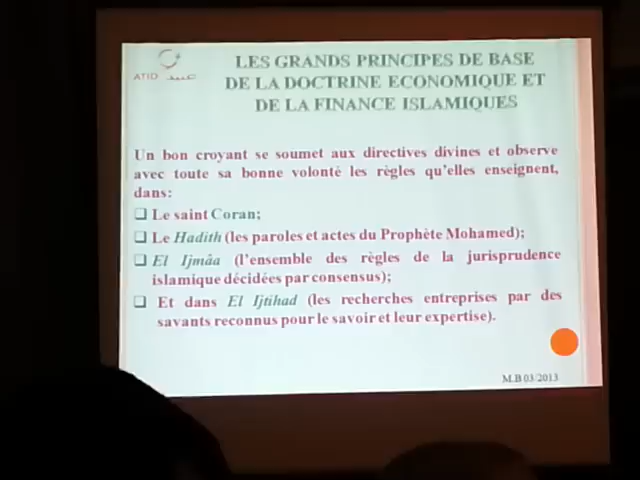 LES GRANDS PRINCIPES DE BASE
DE LA DOCTRINE ECONOMIQUE ET
DE LA FINANCE ISLAMIQUES
ATID
Un bon croyant se soumet aux directives divines et observe
avec toute sa bonne volonté les règles qu'elles enseignent,
dans:
❑ Le saint Coran;
❑ Le Hadith (les paroles et actes du Prophète Mohamed);
❑ El Ijmâa (l'ensemble des règles de la jurisprudence
islamique décidées par consensus);
❑ Et dans El Ijtihad (les recherches entreprises par des
savants reconnus pour le savoir et leur expertise).
M.B 03/2013